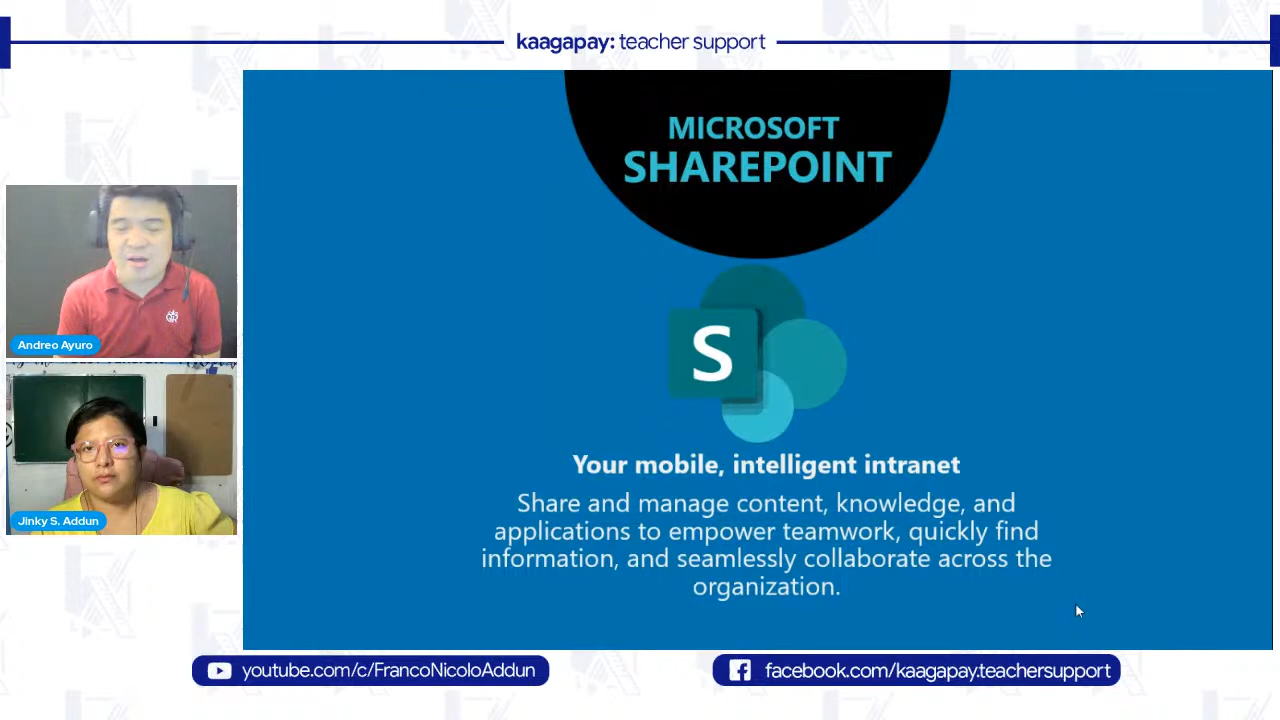 kaagapay: teacher support
MICROSOFT
SHAREPOINT
S
Andreo Ayuro
Jinky S. Addun
Your mobile, intelligent intranet
Share and manage content, knowledge, and
applications to empower teamwork, quickly find
information, and seamlessly collaborate across the
organization.
youtube.com/c/FrancoNicoloAddun
facebook.com/kaagapay.teachersupport